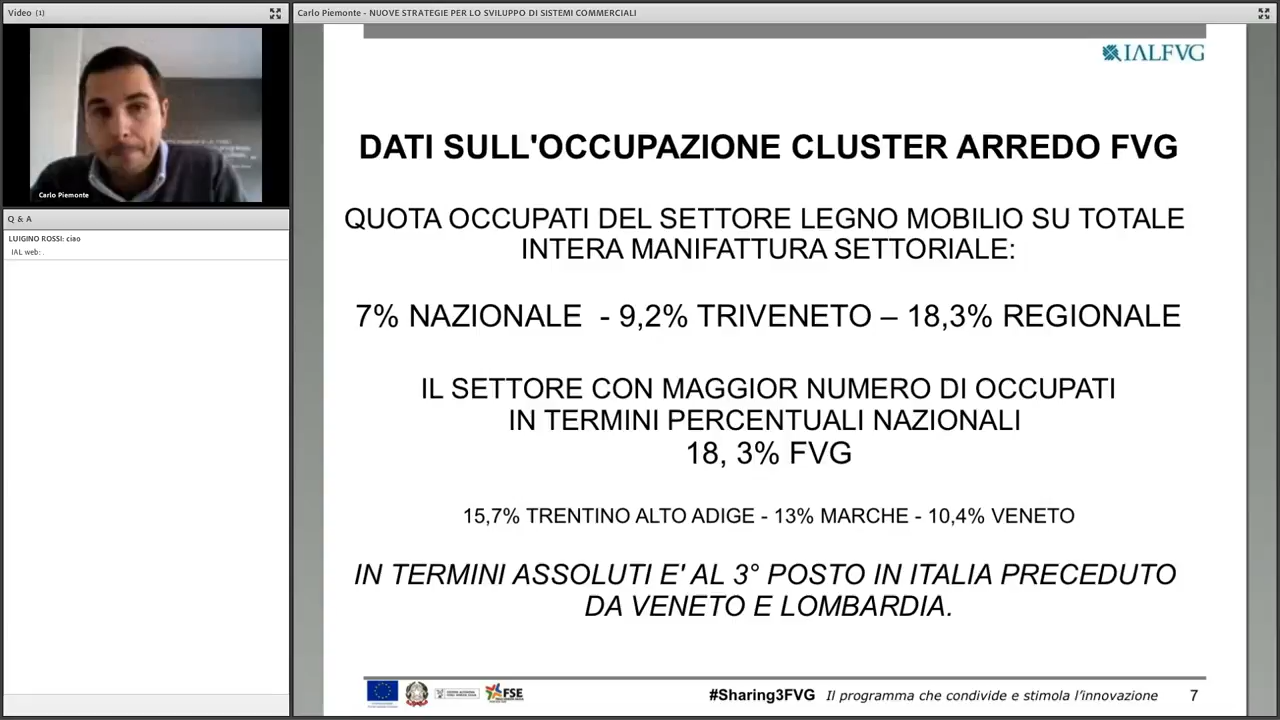 Video (1)
Carlo Piemonte - NUOVE STRATEGIE PER LO SVILUPPO DI SISTEMI COMMERCIALI
Carlo Piemonte
Q & A
LUIGINO ROSSI: ciao
IAL web: .
IALFVG
DATI SULL'OCCUPAZIONE CLUSTER ARREDO FVG
QUOTA OCCUPATI DEL SETTORE LEGNO MOBILIO SU TOTALE
INTERA MANIFATTURA SETTORIALE:
7% NAZIONALE - 9,2% TRIVENETO – 18,3% REGIONALE
IL SETTORE CON MAGGIOR NUMERO DI OCCUPATI
IN TERMINI PERCENTUALI NAZIONALI
18, 3% FVG
15,7% TRENTINO ALTO ADIGE - 13% MARCHE - 10,4% VENETO
IN TERMINI ASSOLUTI E' AL 3° POSTO IN ITALIA PRECEDUTO
DA VENETO E LOMBARDIA.
FSE
#Sharing3FVG Il programma che condivide e stimola l'innovazione 7